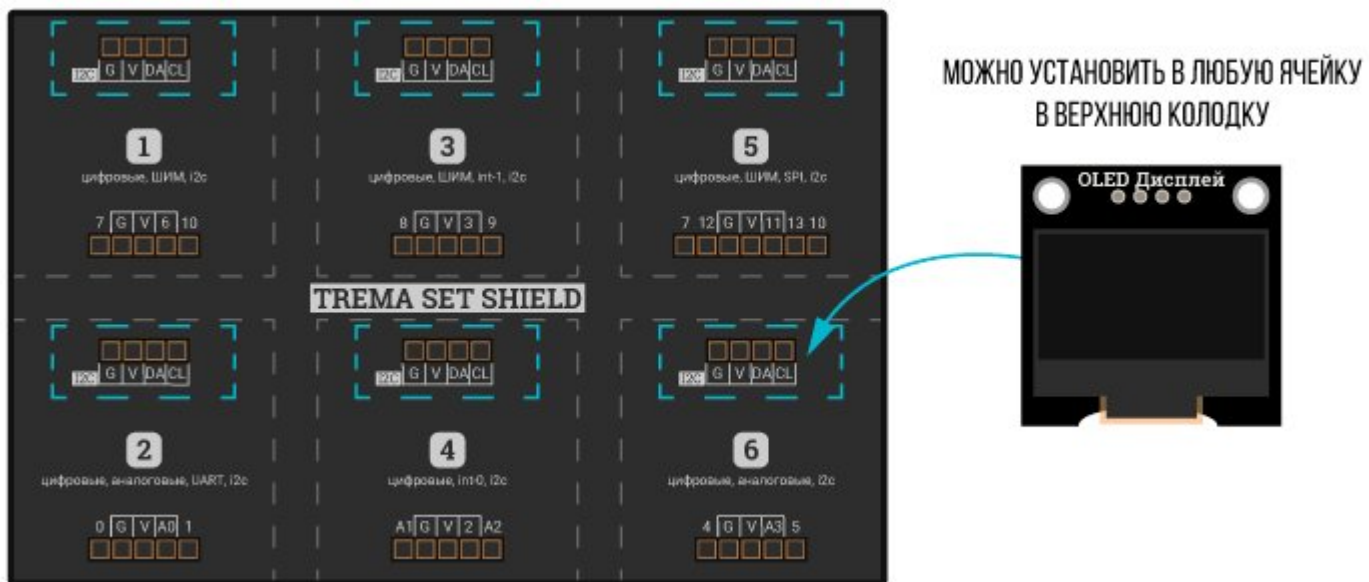 I2C G V DA CL
I2C G V DA CL
I2C G V DA CL
МОЖНО УСТАНОВИТЬ В ЛЮБУЮ ЯЧЕЙКУ
В ВЕРХНЮЮ КОЛОДКУ
1
цифровые, ШИМ, i2c
3
цифровые, ШИМ, int-1, i2c
5
цифровые, ШИМ, SPI, i2c
OLED Дисплей
7 G V 6 10
8 G V 3 9
7 12 G V 11 13 10
TREMA SET SHIELD
I2C G V DA CL
I2C G V DA CL
I2C G V DA CL
2
цифровые, аналоговые, UART, i2c
4
цифровые, int-0, i2c
6
цифровые, аналоговые, i2c
0 G V A0 1
A1 G V 2 A2
4 G V A3 5